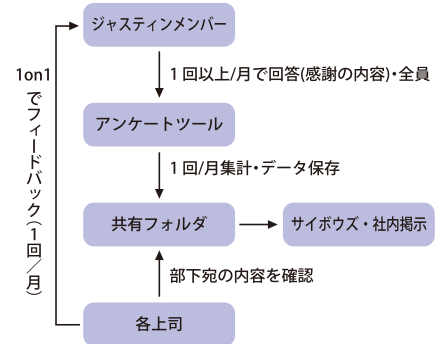 ジャスティンメンバー
1回以上/月で回答(感謝の内容)・全員
アンケートツール
1回/月集計・データ保存
共有フォルダ
サイボウズ・社内掲示
部下宛の内容を確認
各上司
1on1でフィードバック(1回/月)